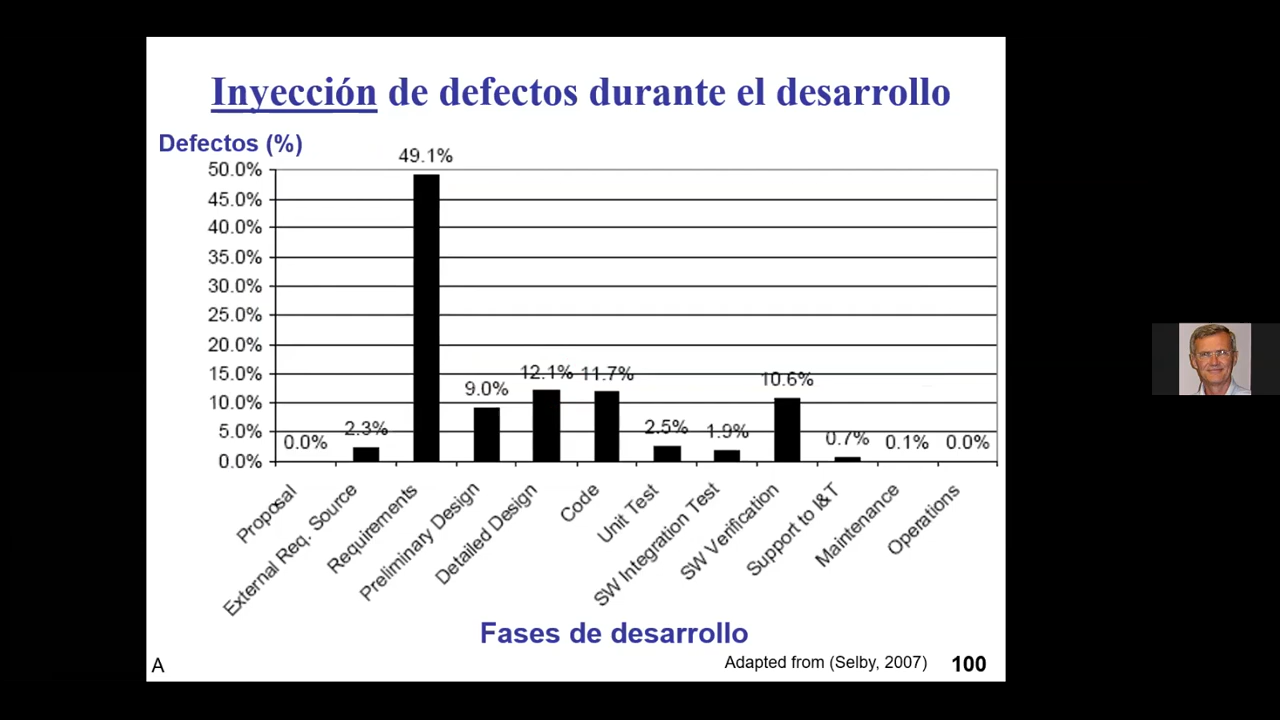 Inyección de defectos durante el desarrollo
Defectos (%)
49.1%
50.0%
45.0%
40.0%
35.0%
30.0%
25.0%
20.0%
15.0%
10.0%
5.0%
0.0%
0.0%
2.3%
9.0%
12.1%
11.7%
2.5%
1.9%
10.6%
0.7%
0.1%
0.0%
Proposal
External Req. Source
Requirements
Preliminary Design
Detailed Design
Code
Unit Test
SW Integration Test
SW Verification
Support to I&T
Maintenance
Operations
Fases de desarrollo
A
Adapted from (Selby, 2007)
100